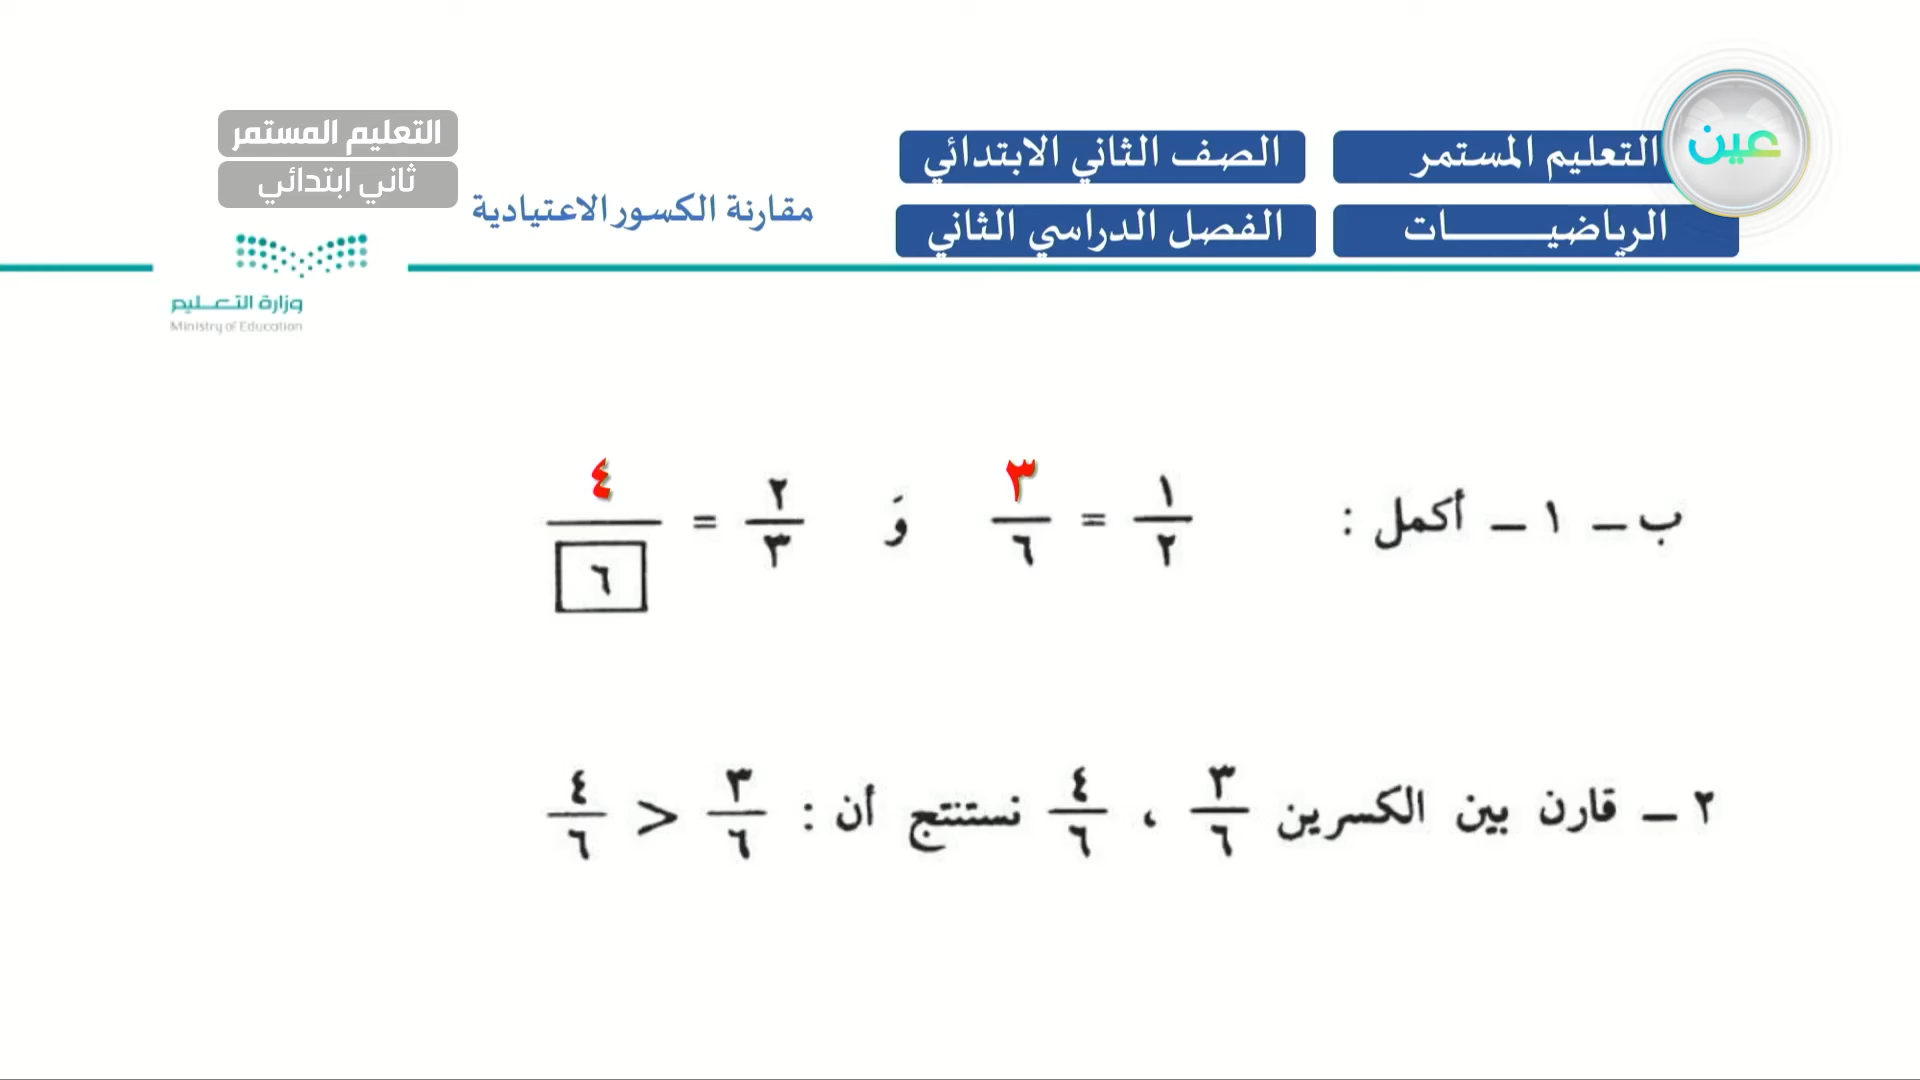 عين
التعليم المستمر
الصف الثاني الابتدائي
الرياضيـــــــات
الفصل الدراسي الثاني
مقارنة الكسور الاعتيادية
التعليم المستمر
ثاني ابتدائي
وزارة التعـــليم
Ministry of Education
ب – ١ – أكمل : ١/٢ = ٣/٦ وَ ٢/٣ = ٤/٦
٢ – قارن بين الكسرين ٣/٦ ، ٤/٦ نستنتج أن : ٣/٦ > ٤/٦